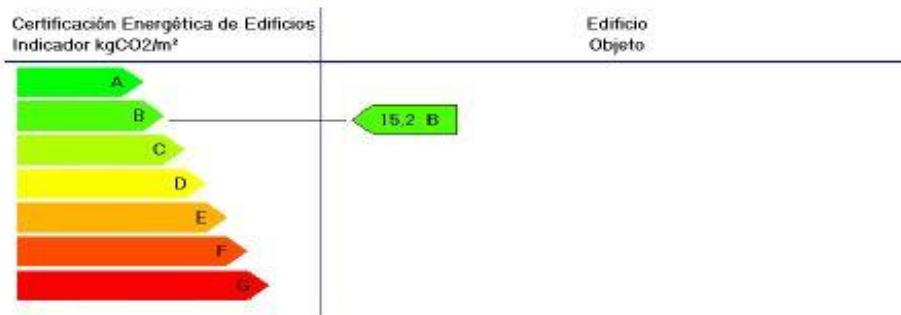 Certificación Energética de Edificios
Indicador kgCO2/m²
Edificio
Objeto
A
B
15,2 B
C
D
E
F
G